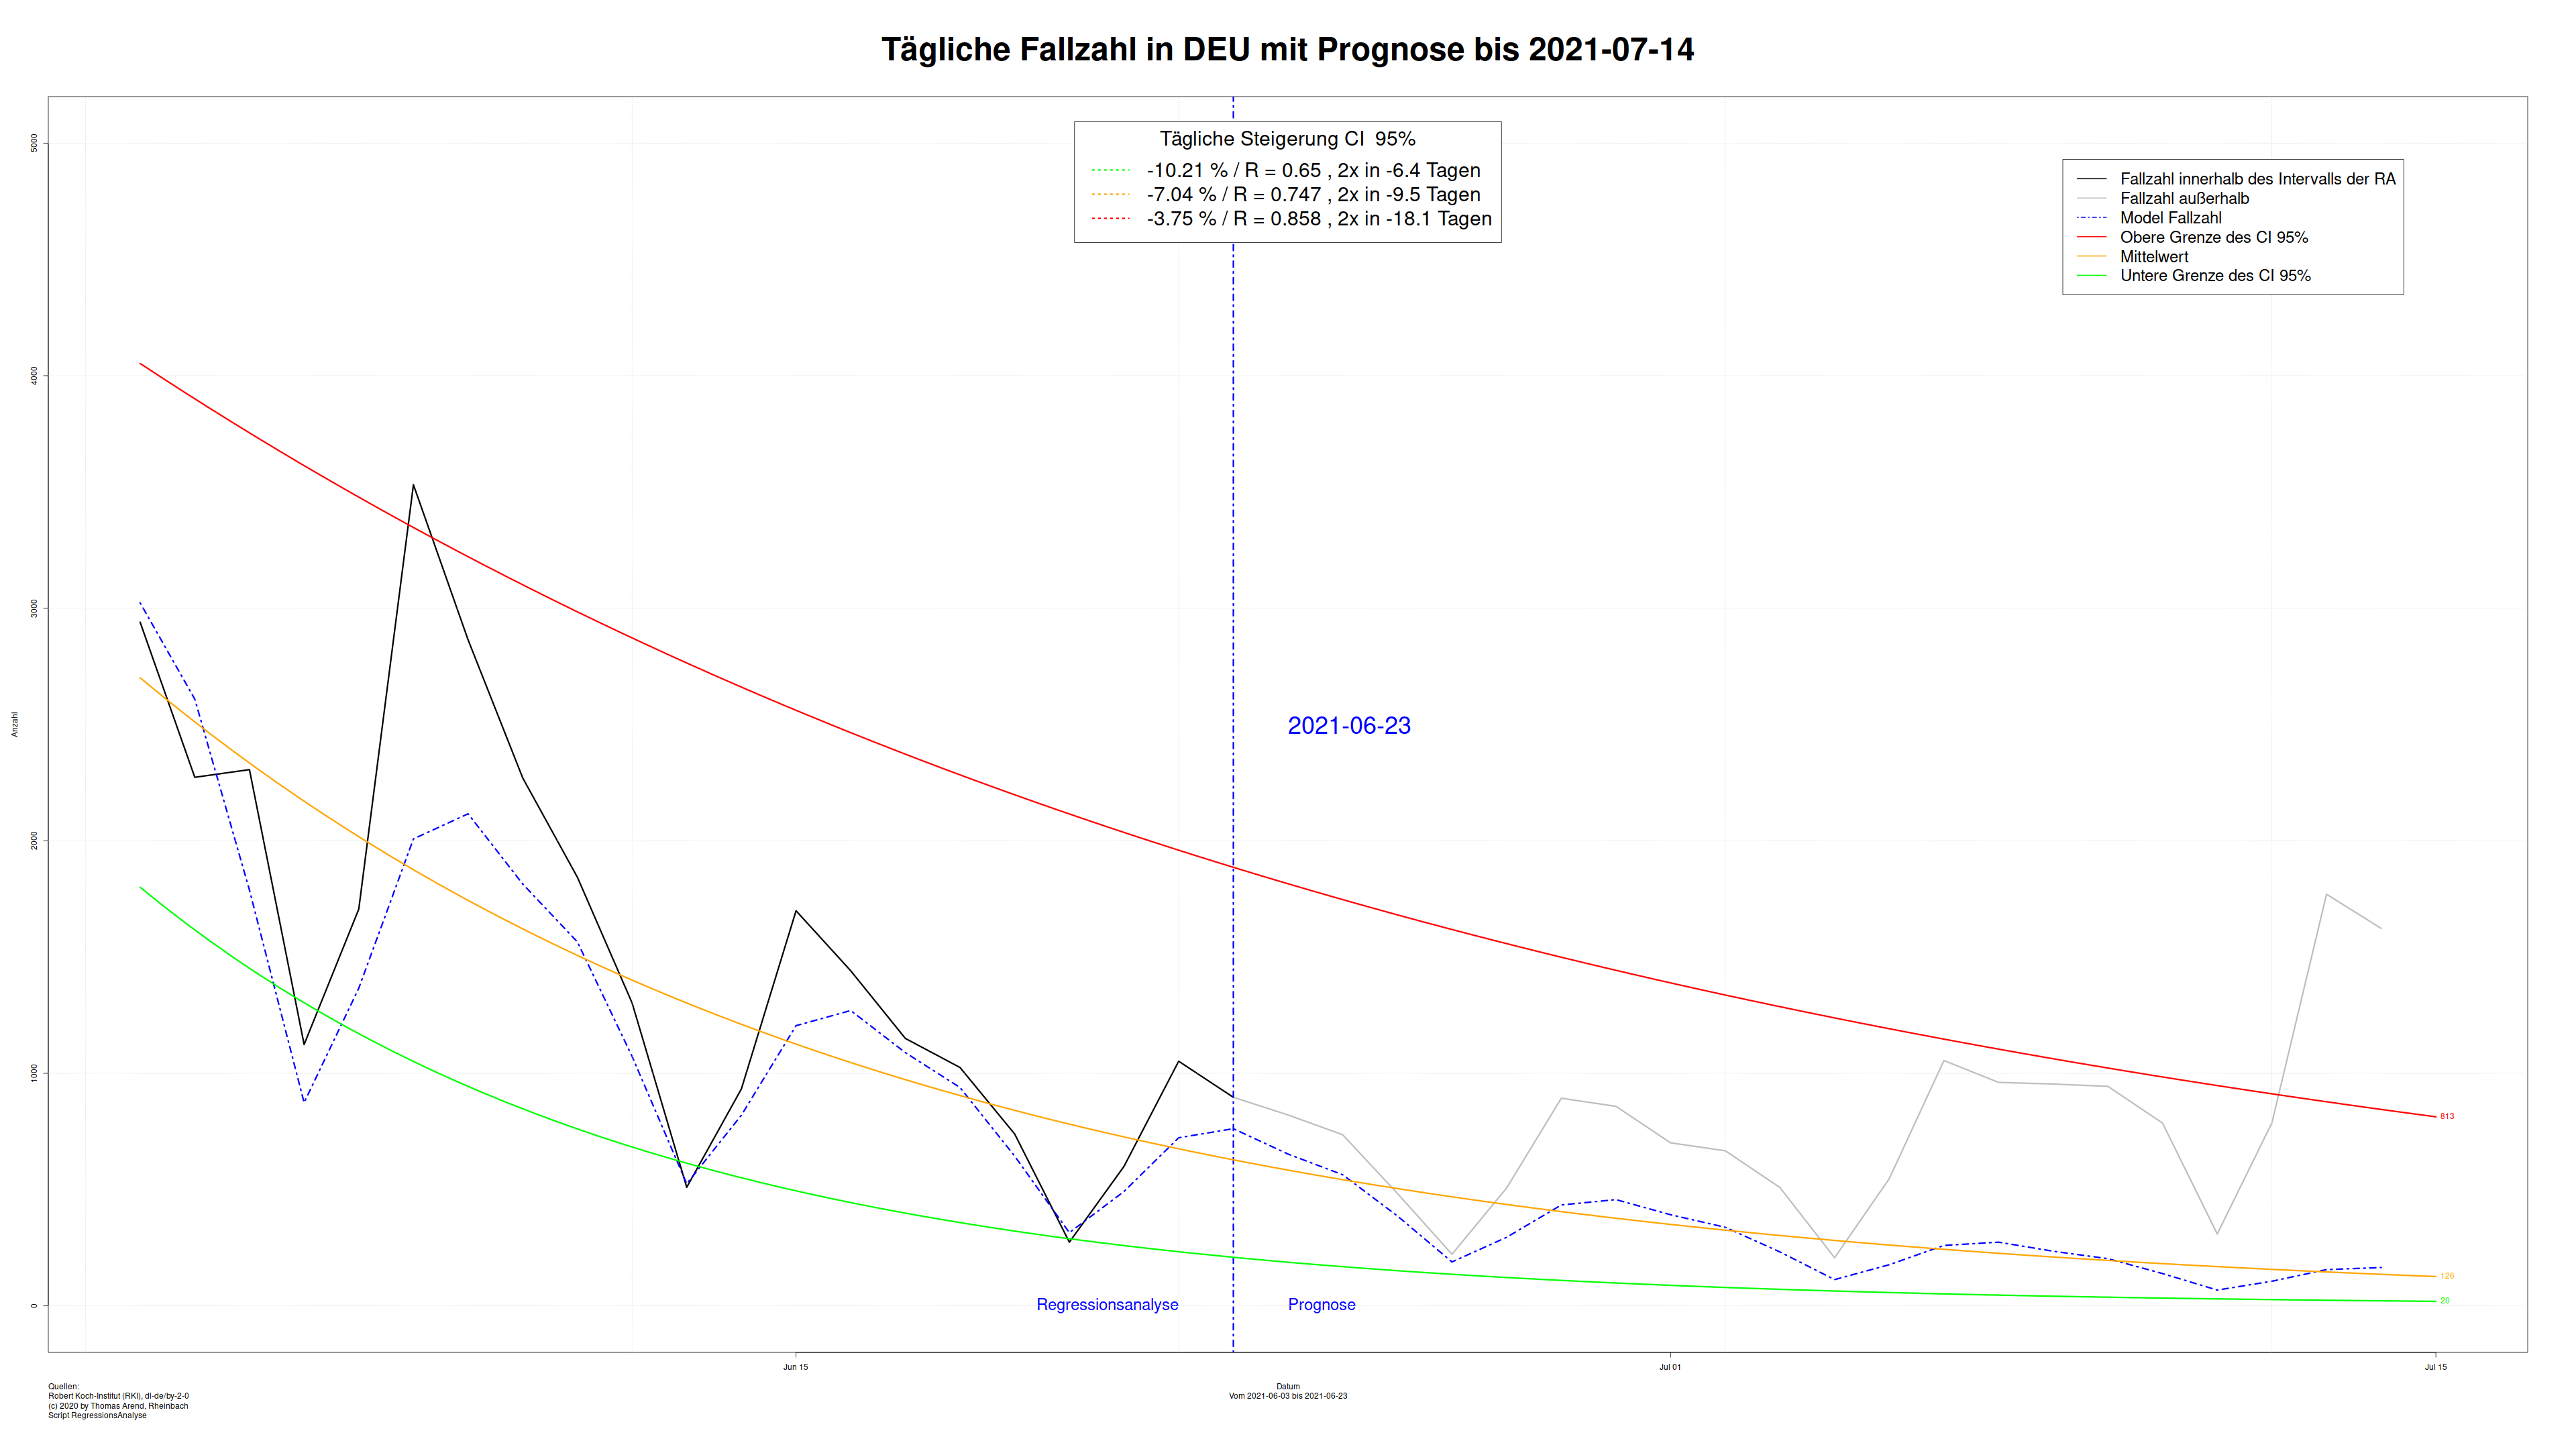 Tägliche Fallzahl in DEU mit Prognose bis 2021-07-14
Tägliche Steigerung CI  95%
-10.21 % / R = 0.65 , 2x in -6.4 Tagen
-7.04 % / R = 0.747 , 2x in -9.5 Tagen
-3.75 % / R = 0.858 , 2x in -18.1 Tagen
Fallzahl innerhalb des Intervalls der RA
Fallzahl außerhalb
Model Fallzahl
Obere Grenze des CI 95%
Mittelwert
Untere Grenze des CI 95%
5000
4000
3000
2000
1000
0
Anzahl
2021-06-23
813
126
20
Regressionsanalyse
Prognose
Jun 15
Jul 01
Jul 15
Datum
Vom 2021-06-03 bis 2021-06-23
Quellen:
Robert Koch-Institut (RKI), dl-de/by-2-0
(c) 2020 by Thomas Arend, Rheinbach
Script RegressionsAnalyse